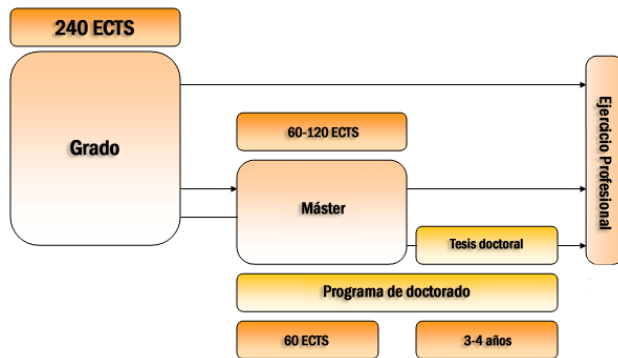 240 ECTS
Grado
60-120 ECTS
Máster
Tesis doctoral
Ejercicio Profesional
Programa de doctorado
60 ECTS
3-4 años